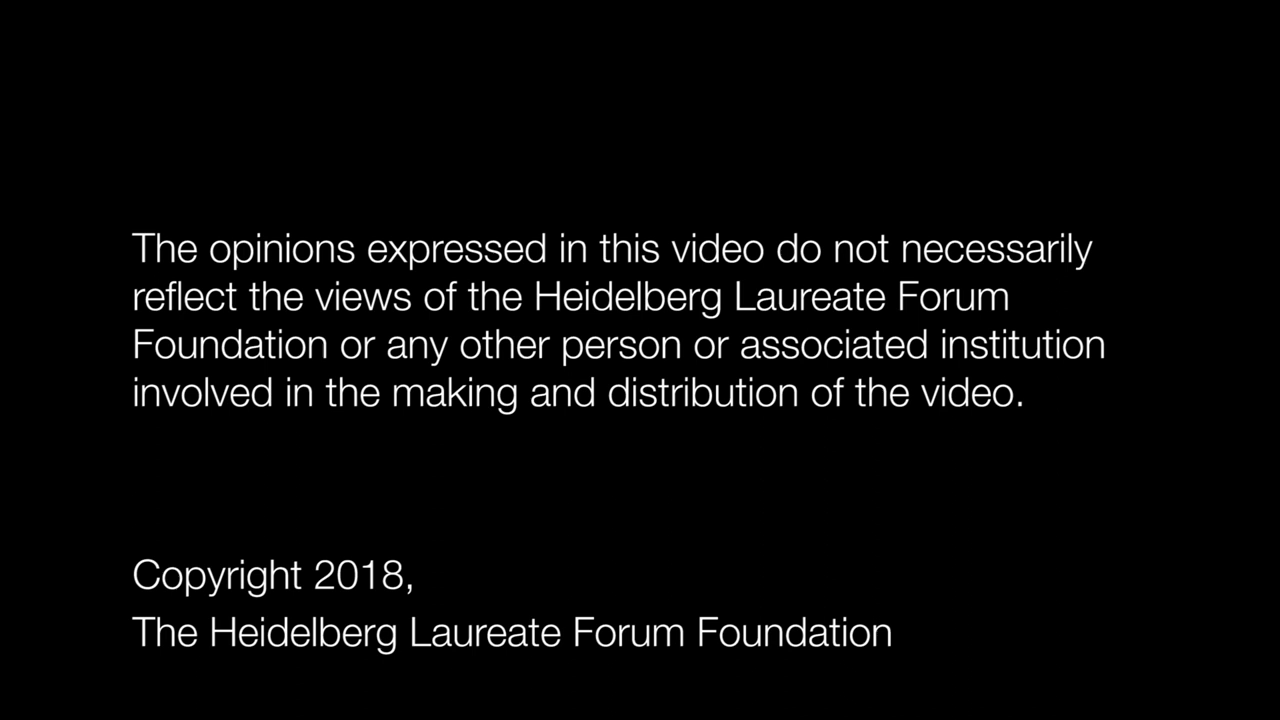 The opinions expressed in this video do not necessarily
reflect the views of the Heidelberg Laureate Forum
Foundation or any other person or associated institution
involved in the making and distribution of the video.
Copyright 2018,
The Heidelberg Laureate Forum Foundation